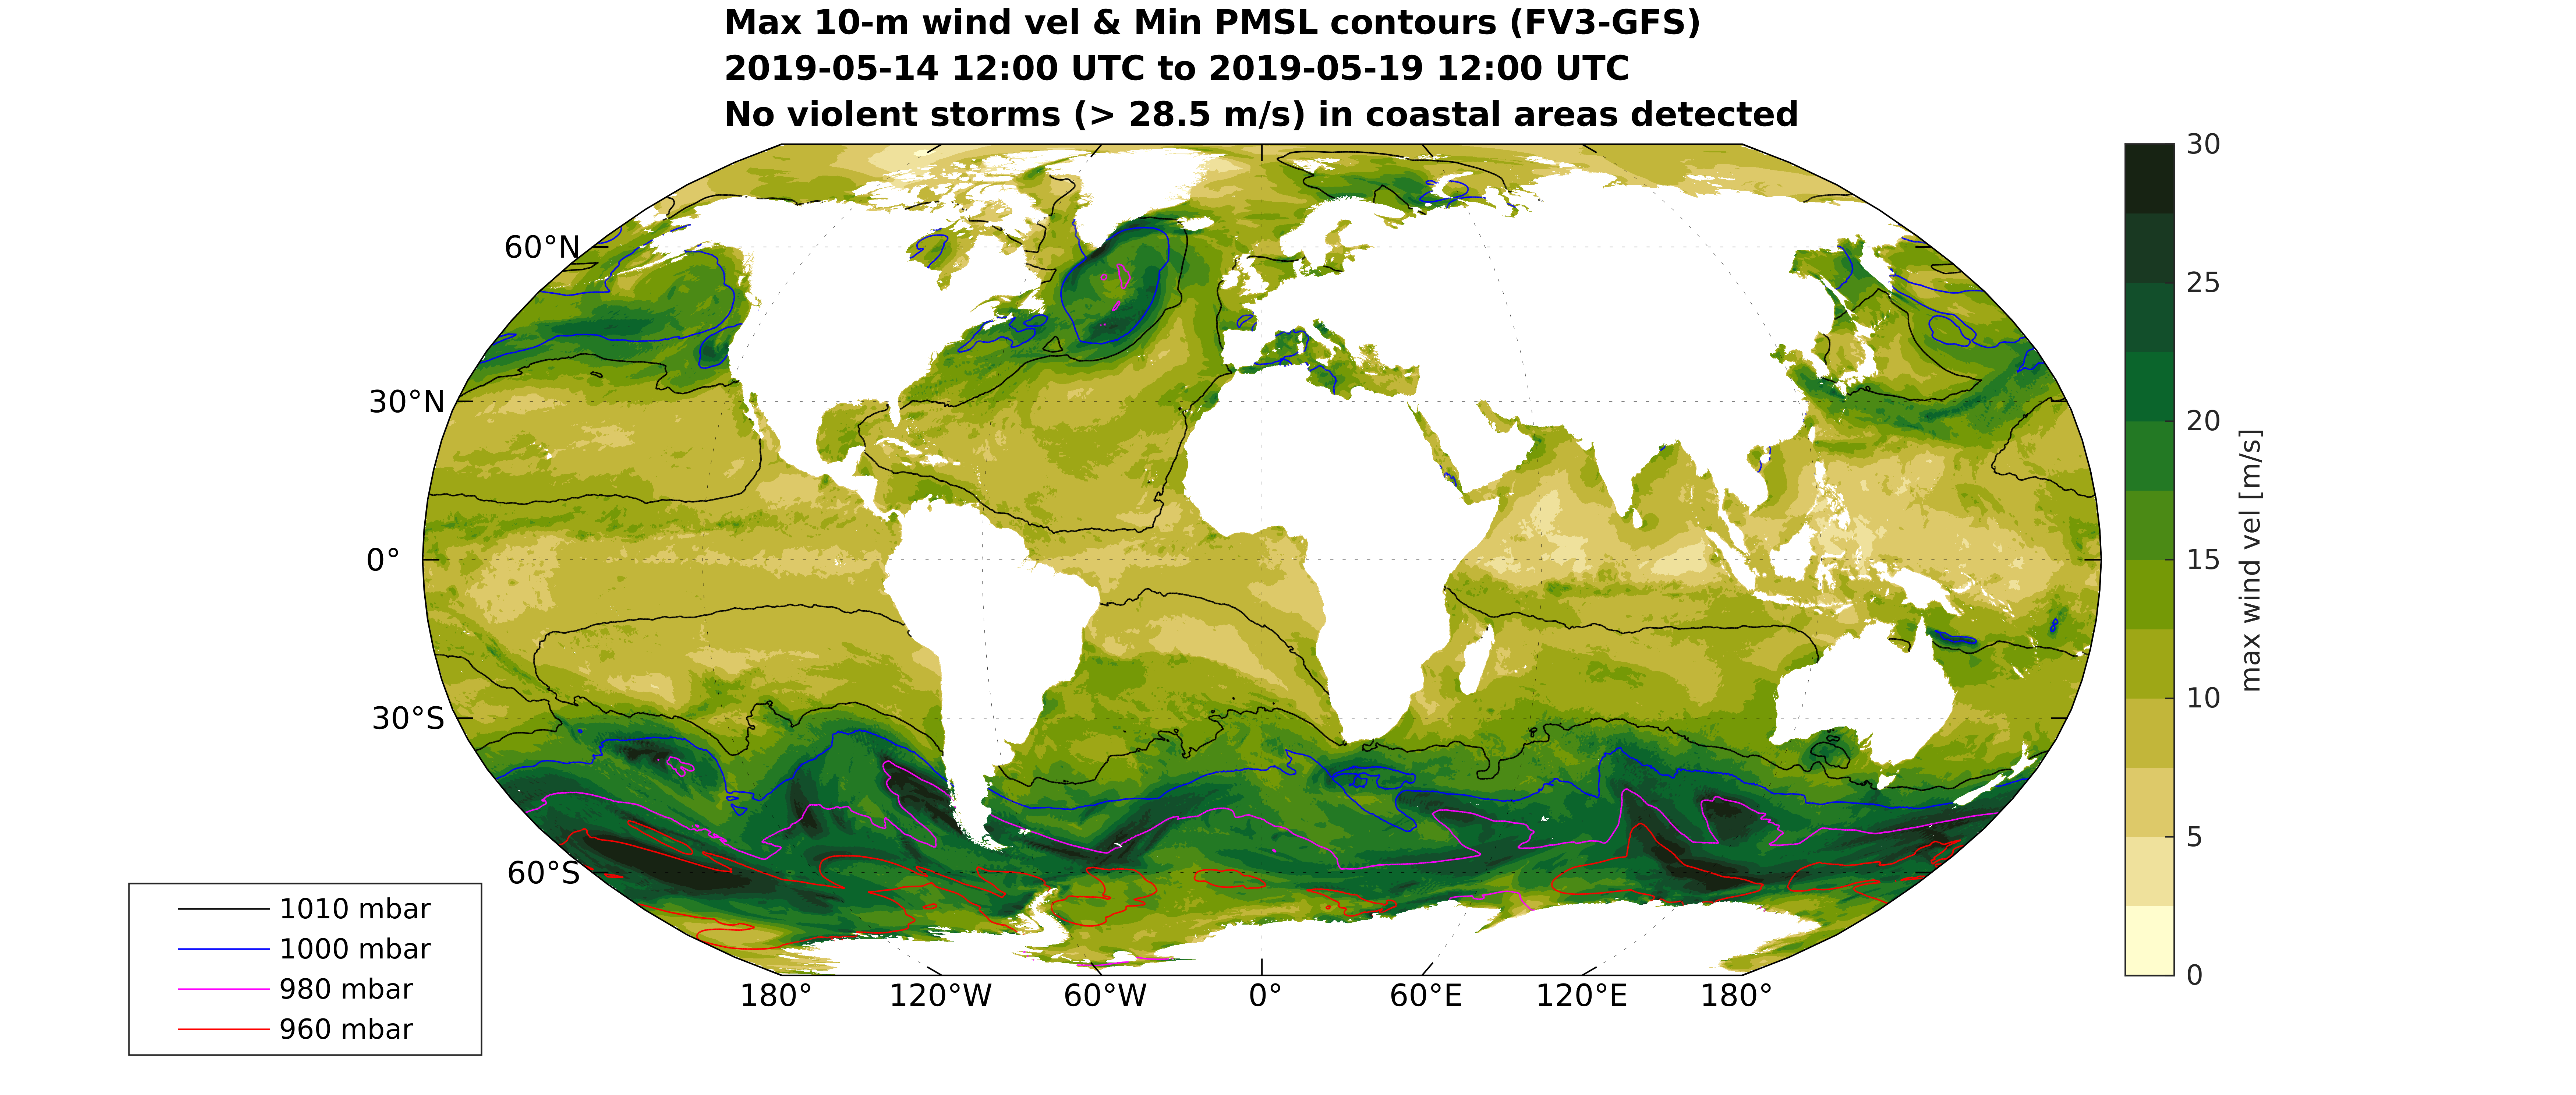 Max 10-m wind vel & Min PMSL contours (FV3-GFS)
2019-05-14 12:00 UTC to 2019-05-19 12:00 UTC
No violent storms (> 28.5 m/s) in coastal areas detected
60°N
30°N
0°
30°S
60°S
180°
120°W
60°W
0°
60°E
120°E
180°
1010 mbar
1000 mbar
980 mbar
960 mbar
30
25
20
15
10
5
0
max wind vel [m/s]